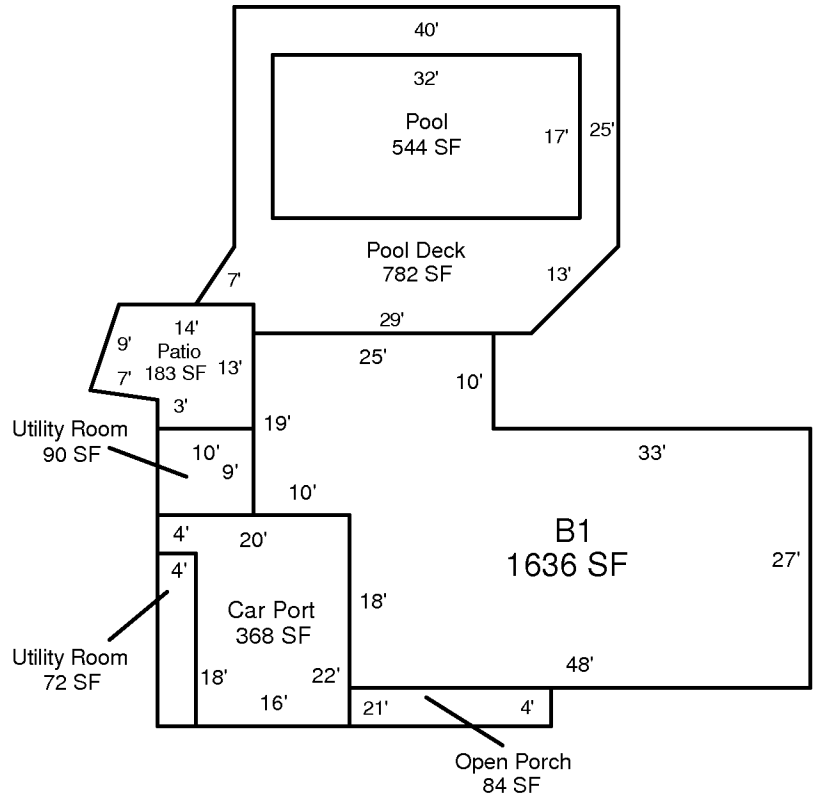 40'
32'
Pool
544 SF
17'
25'
Pool Deck
782 SF
7'
13'
29'
14'
9'
Patio
183 SF
13'
7'
3'
25'
10'
Utility Room
90 SF
10'
9'
19'
10'
33'
B1
1636 SF
27'
4'
20'
4'
Car Port
368 SF
18'
Utility Room
72 SF
18'
22'
16'
48'
21'
4'
Open Porch
84 SF